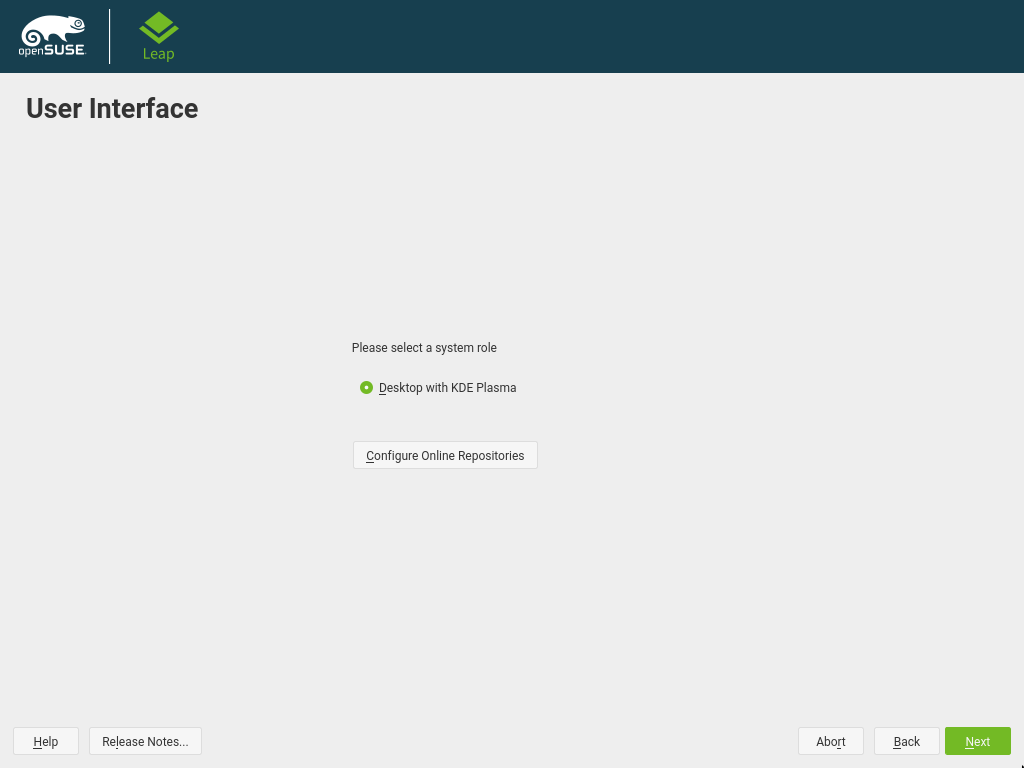 openSUSE
Leap
User Interface
Please select a system role
Desktop with KDE Plasma
Configure Online Repositories
Help
Release Notes...
Abort
Back
Next